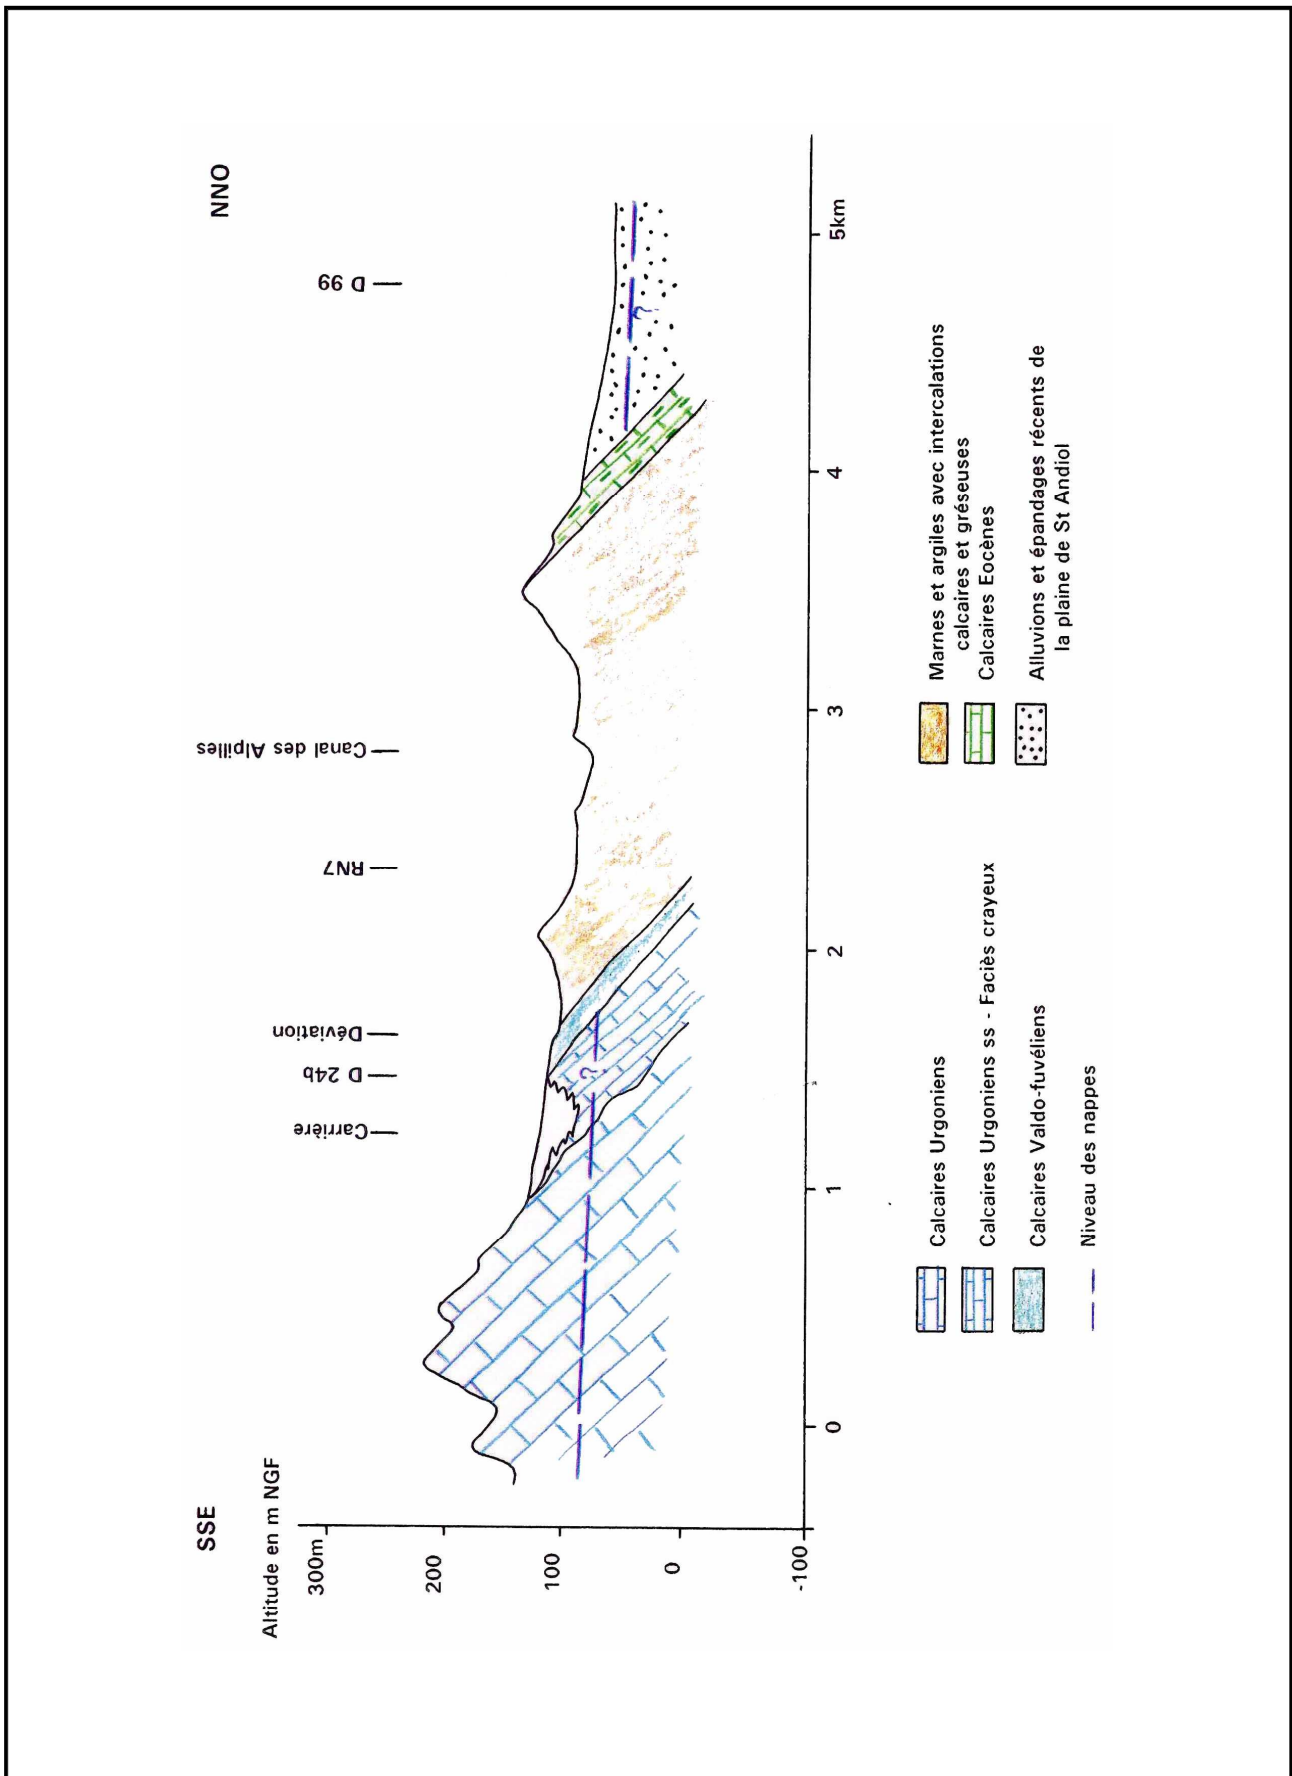 SSE
NNO
Altitude en m NGF
Carrière
D 24b
Déviation
RN7
Canal des Alpilles
D 99
300m
200
100
0
-100
?
?
0
1
2
3
4
5km
Calcaires Urgoniens
Calcaires Urgoniens ss - Faciès crayeux
Calcaires Valdo-fuvéliens
Niveau des nappes
Marnes et argiles avec intercalations
calcaires et gréseuses
Calcaires Eocènes
Alluvions et épandages récents de
la plaine de St Andiol